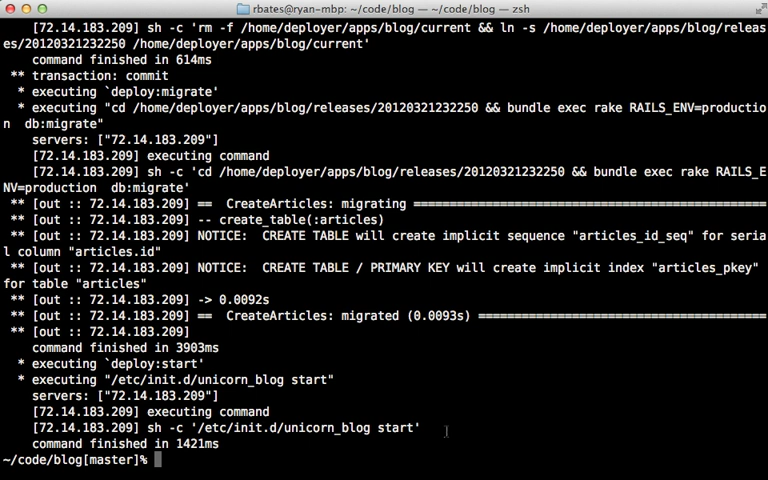 rbates@ryan-mbp: ~/code/blog — ~/code/blog — zsh
[72.14.183.209] sh -c 'rm -f /home/deployer/apps/blog/current && ln -s /home/deployer/apps/blog/releas
es/20120321232250 /home/deployer/apps/blog/current'
command finished in 614ms
** transaction: commit
* executing `deploy:migrate'
* executing "cd /home/deployer/apps/blog/releases/20120321232250 && bundle exec rake RAILS_ENV=productio
n  db:migrate"
servers: ["72.14.183.209"]
[72.14.183.209] executing command
[72.14.183.209] sh -c 'cd /home/deployer/apps/blog/releases/20120321232250 && bundle exec rake RAILS_E
NV=production  db:migrate'
** [out :: 72.14.183.209] ==  CreateArticles: migrating ============================================
** [out :: 72.14.183.209] -- create_table(:articles)
** [out :: 72.14.183.209] NOTICE:  CREATE TABLE will create implicit sequence "articles_id_seq" for seria
l column "articles.id"
** [out :: 72.14.183.209] NOTICE:  CREATE TABLE / PRIMARY KEY will create implicit index "articles_pkey"
for table "articles"
** [out :: 72.14.183.209] -> 0.0092s
** [out :: 72.14.183.209] ==  CreateArticles: migrated (0.0093s) ===================================
** [out :: 72.14.183.209]
command finished in 3903ms
* executing `deploy:start'
* executing "/etc/init.d/unicorn_blog start"
servers: ["72.14.183.209"]
[72.14.183.209] executing command
[72.14.183.209] sh -c '/etc/init.d/unicorn_blog start'
command finished in 1421ms
~/code/blog[master]%